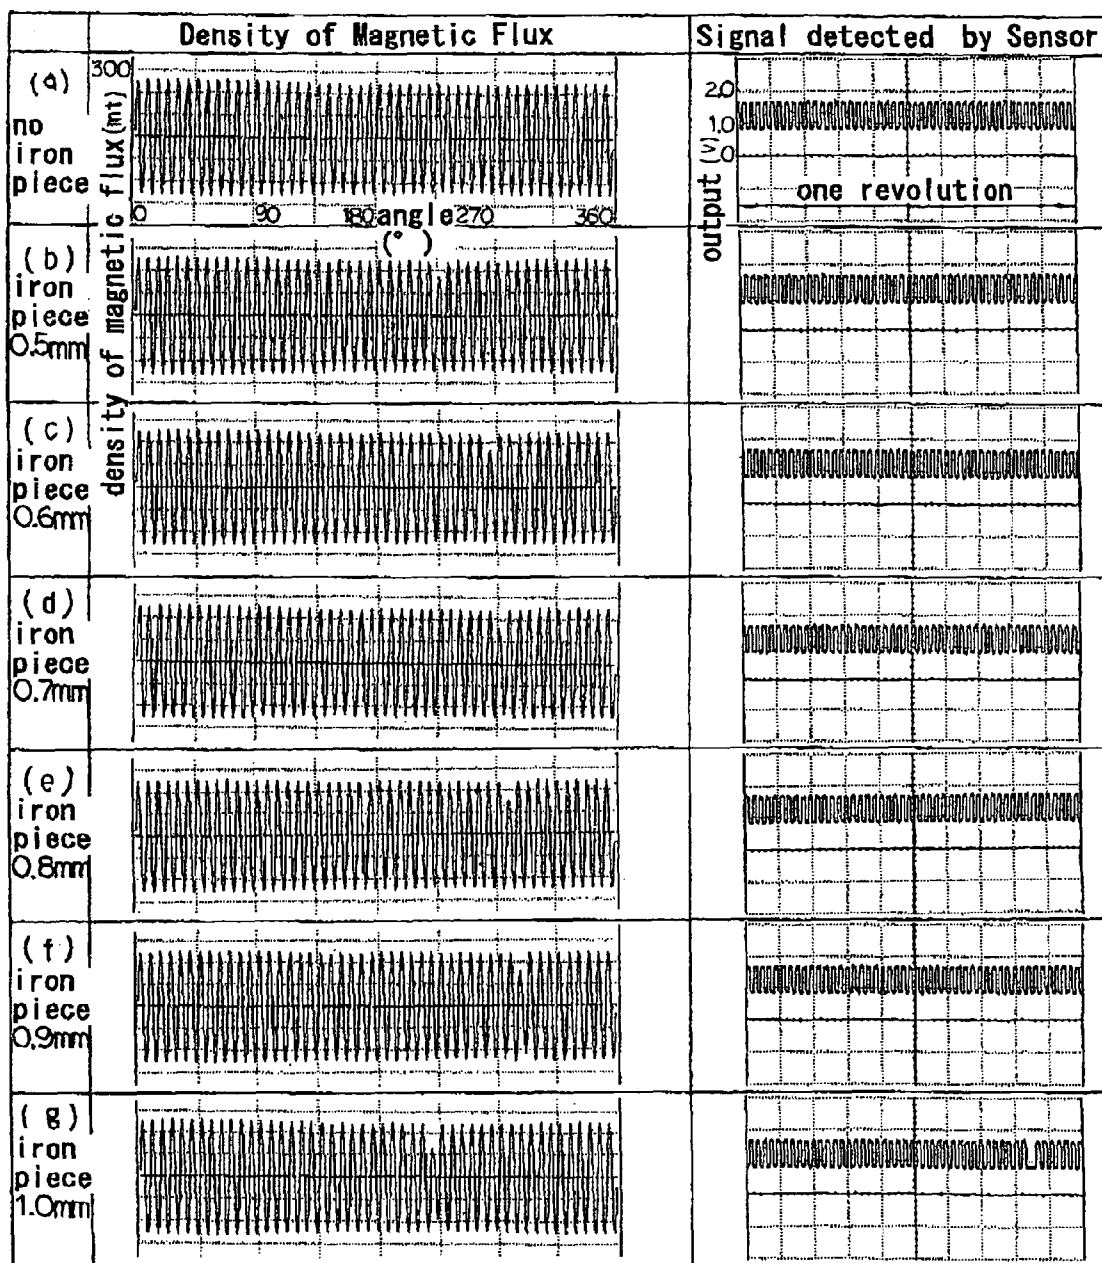 Density of Magnetic Flux
Signal detected by Sensor
(a)
no
iron
piece
300
density of magnetic flux(mt)
0 90 180 270 360
angle
(°)
2.0
1.0
0
output (V)
one revolution
(b)
iron
piece
0.5mm
(c)
iron
piece
0.6mm
(d)
iron
piece
0.7mm
(e)
iron
piece
0.8mm
(f)
iron
piece
0.9mm
(g)
iron
piece
1.0mm